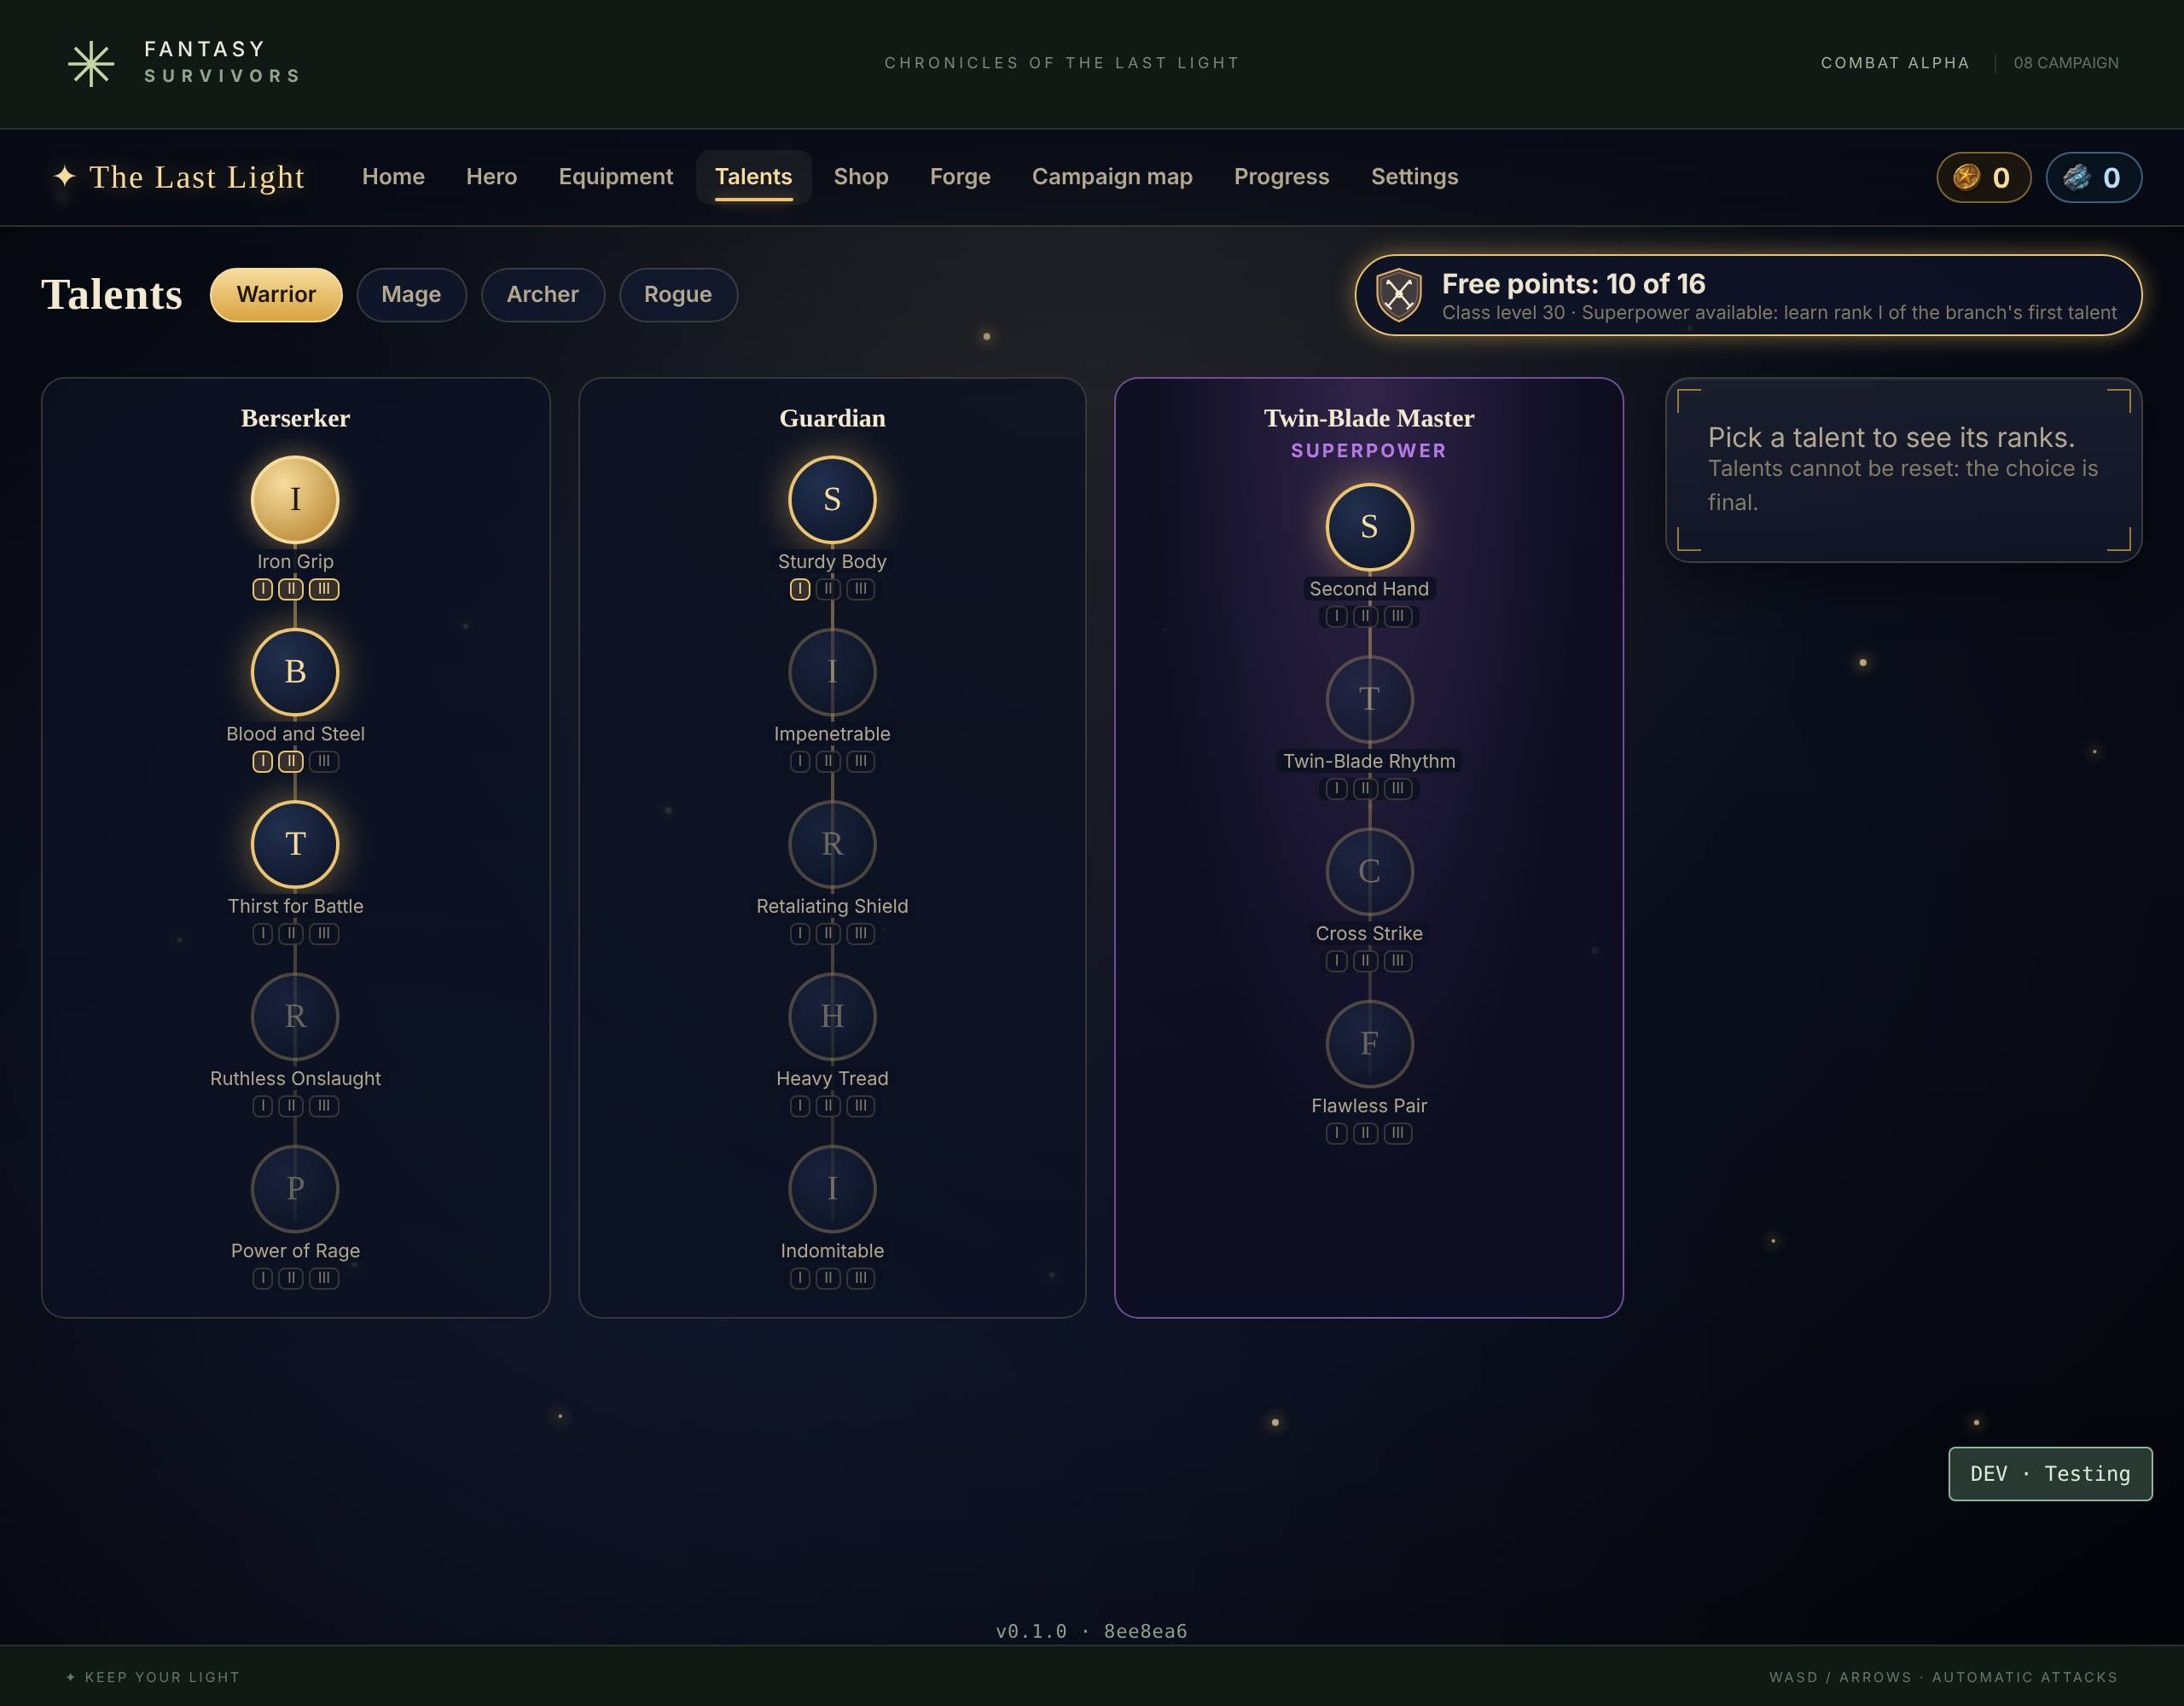 FANTASY
SURVIVORS
CHRONICLES OF THE LAST LIGHT
COMBAT ALPHA
08 CAMPAIGN
✦ The Last Light
Home
Hero
Equipment
Talents
Shop
Forge
Campaign map
Progress
Settings
0
0
Talents
Warrior
Mage
Archer
Rogue
Free points: 10 of 16
Class level 30 · Superpower available: learn rank I of the branch's first talent
Berserker
I
Iron Grip
I II III
B
Blood and Steel
I II III
T
Thirst for Battle
I II III
R
Ruthless Onslaught
I II III
P
Power of Rage
I II III
Guardian
S
Sturdy Body
I II III
I
Impenetrable
I II III
R
Retaliating Shield
I II III
H
Heavy Tread
I II III
I
Indomitable
I II III
Twin-Blade Master
SUPERPOWER
S
Second Hand
I II III
T
Twin-Blade Rhythm
I II III
C
Cross Strike
I II III
F
Flawless Pair
I II III
Pick a talent to see its ranks.
Talents cannot be reset: the choice is
final.
DEV · Testing
v0.1.0 · 8ee8ea6
✦ KEEP YOUR LIGHT
WASD / ARROWS · AUTOMATIC ATTACKS